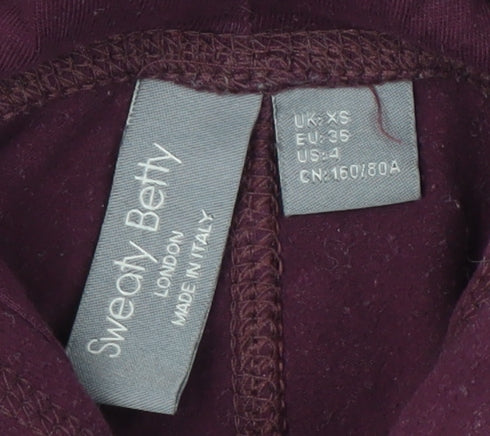 Sweaty Betty
LONDON
MADE IN ITALY
UK: XS
EU: 36
US: 4
CN: 160/80A